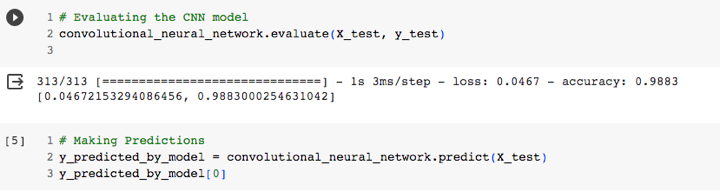 1 # Evaluating the CNN model
2 convolutional_neural_network.evaluate(X_test, y_test)
3
313/313 [==============================] - 1s 3ms/step - loss: 0.0467 - accuracy: 0.9883
[0.04672153294086456, 0.9883000254631042]
[5] 1 # Making Predictions
2 y_predicted_by_model = convolutional_neural_network.predict(X_test)
3 y_predicted_by_model[0]